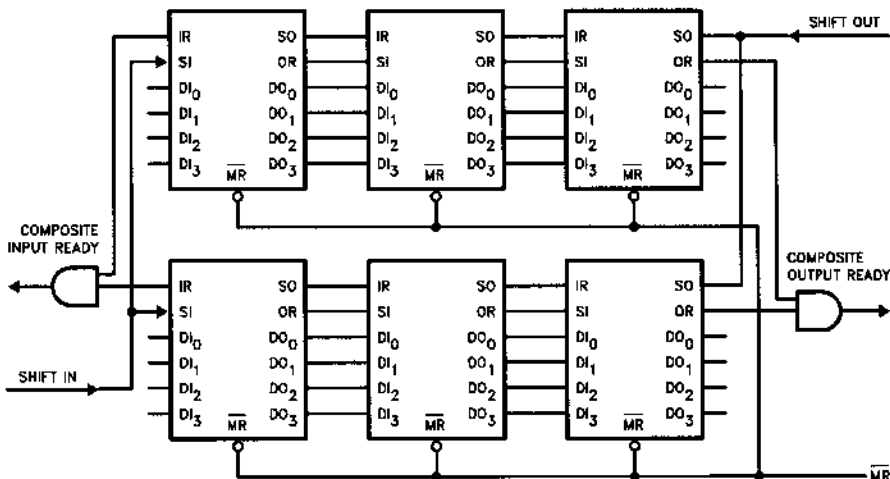 SHIFT OUT
IR SO IR SO IR SO
SI OR SI OR SI OR
DI0 DO0 DI0 DO0 DI0 DO0
DI1 DO1 DI1 DO1 DI1 DO1
DI2 DO2 DI2 DO2 DI2 DO2
DI3 DO3 DI3 DO3 DI3 DO3
MR MR MR
COMPOSITE
INPUT READY
COMPOSITE
OUTPUT READY
IR SO IR SO IR SO
SI OR SI OR SI OR
DI0 DO0 DI0 DO0 DI0 DO0
DI1 DO1 DI1 DO1 DI1 DO1
SHIFT IN
DI2 DO2 DI2 DO2 DI2 DO2
DI3 DO3 DI3 DO3 DI3 DO3
MR MR MR
MR